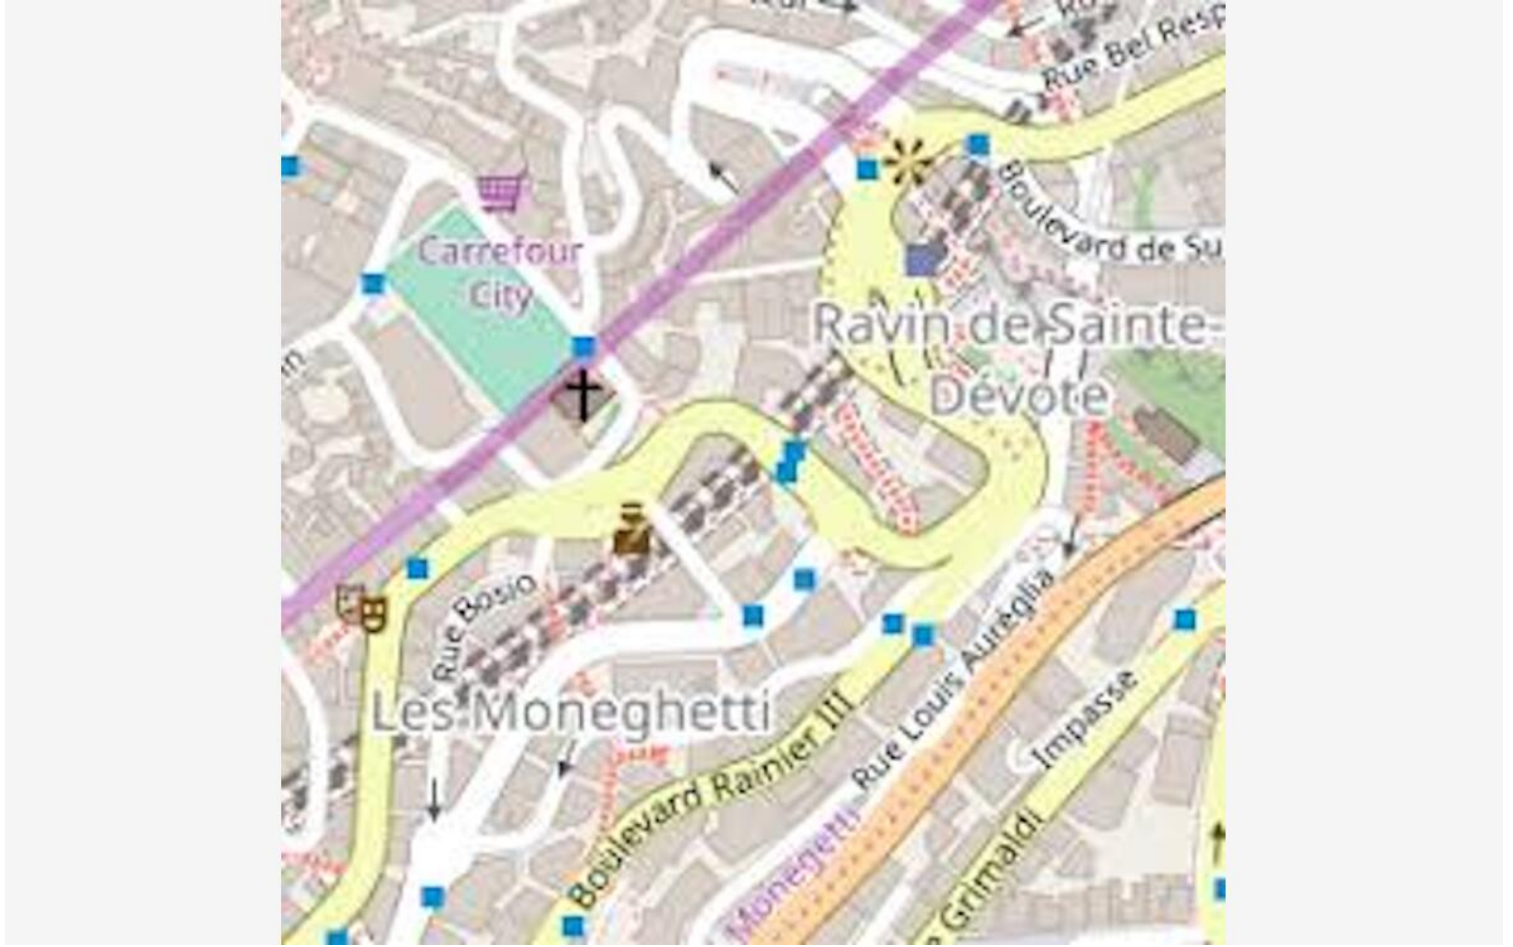 Rue Bel Resp
Boulevard de Su
Carrefour
City
Ravin de Sainte-
Dévote
Rue Bosio
Les Moneghetti
Rue Louis Aureglia
Impasse
Boulevard Rainier III
Monegetti
Grimaldi